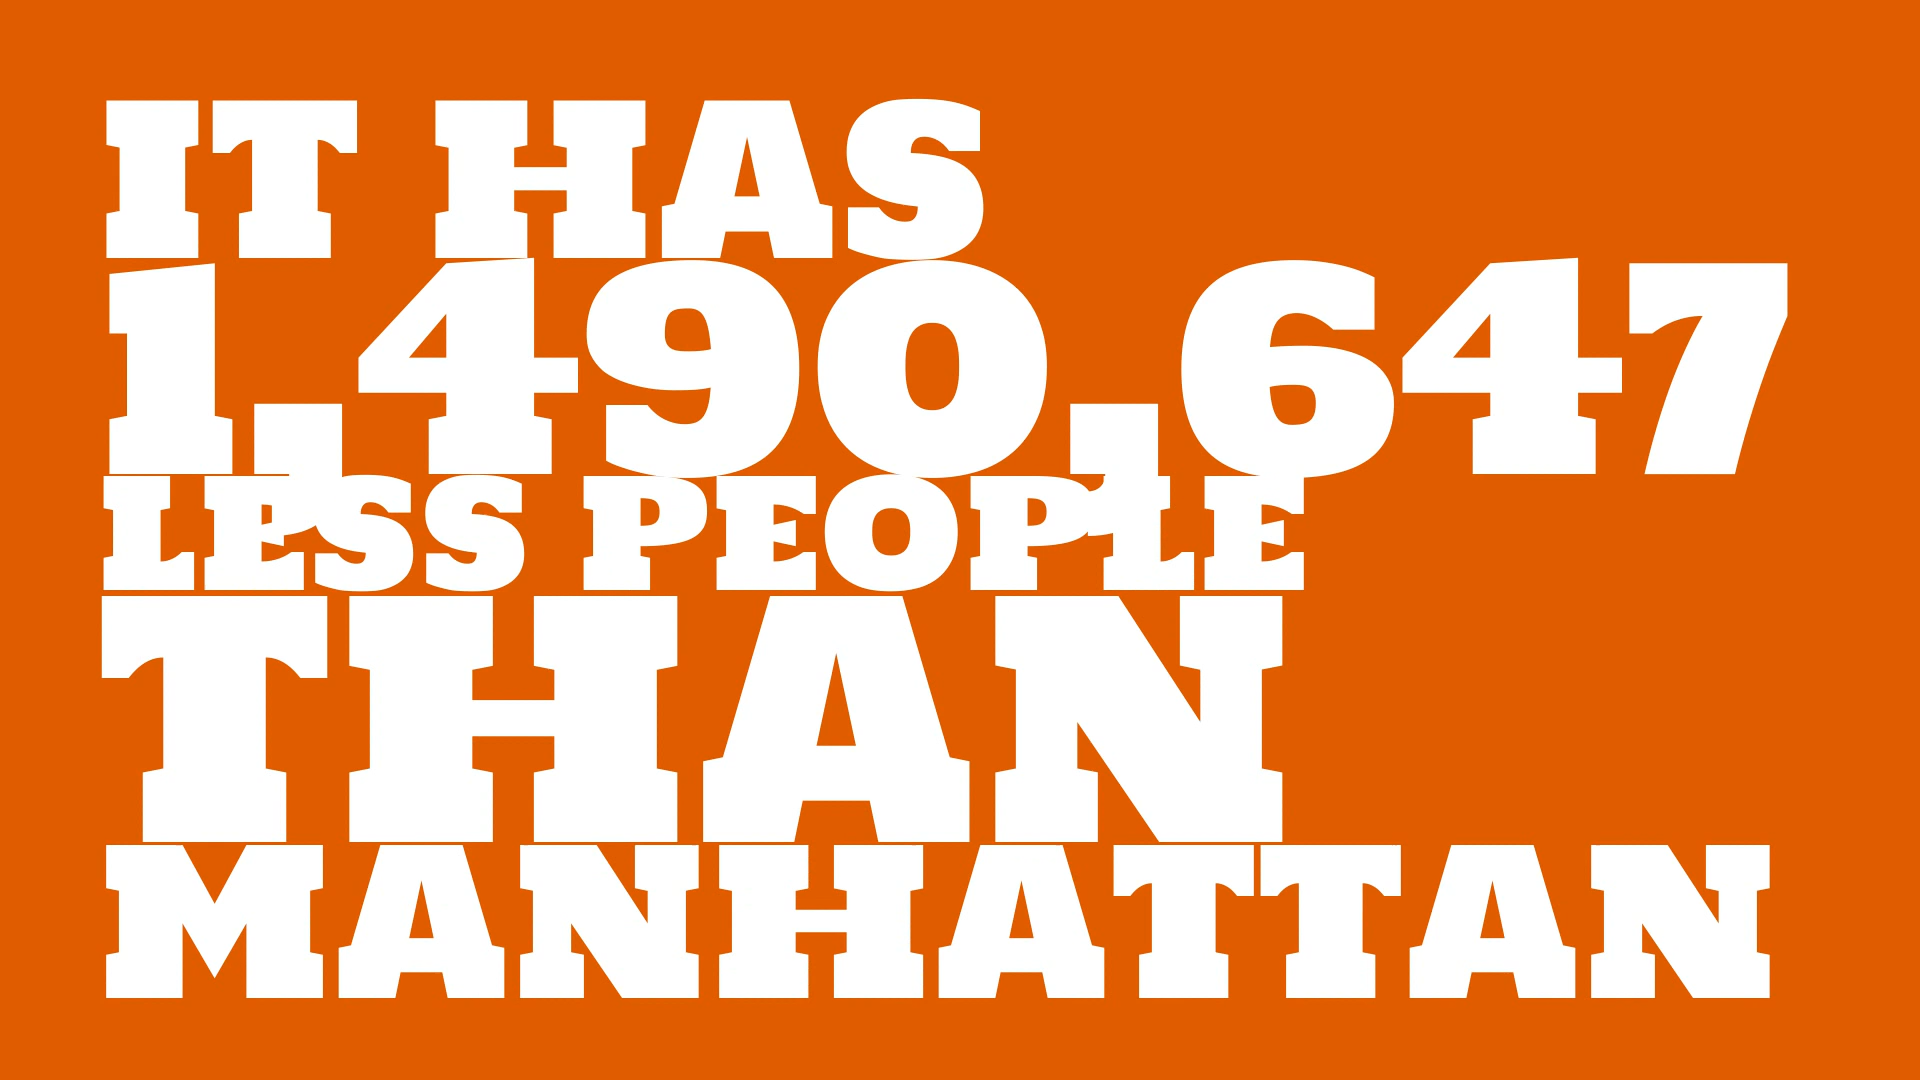 IT HAS
1,490,647
LESS PEOPLE
THAN
MANHATTAN